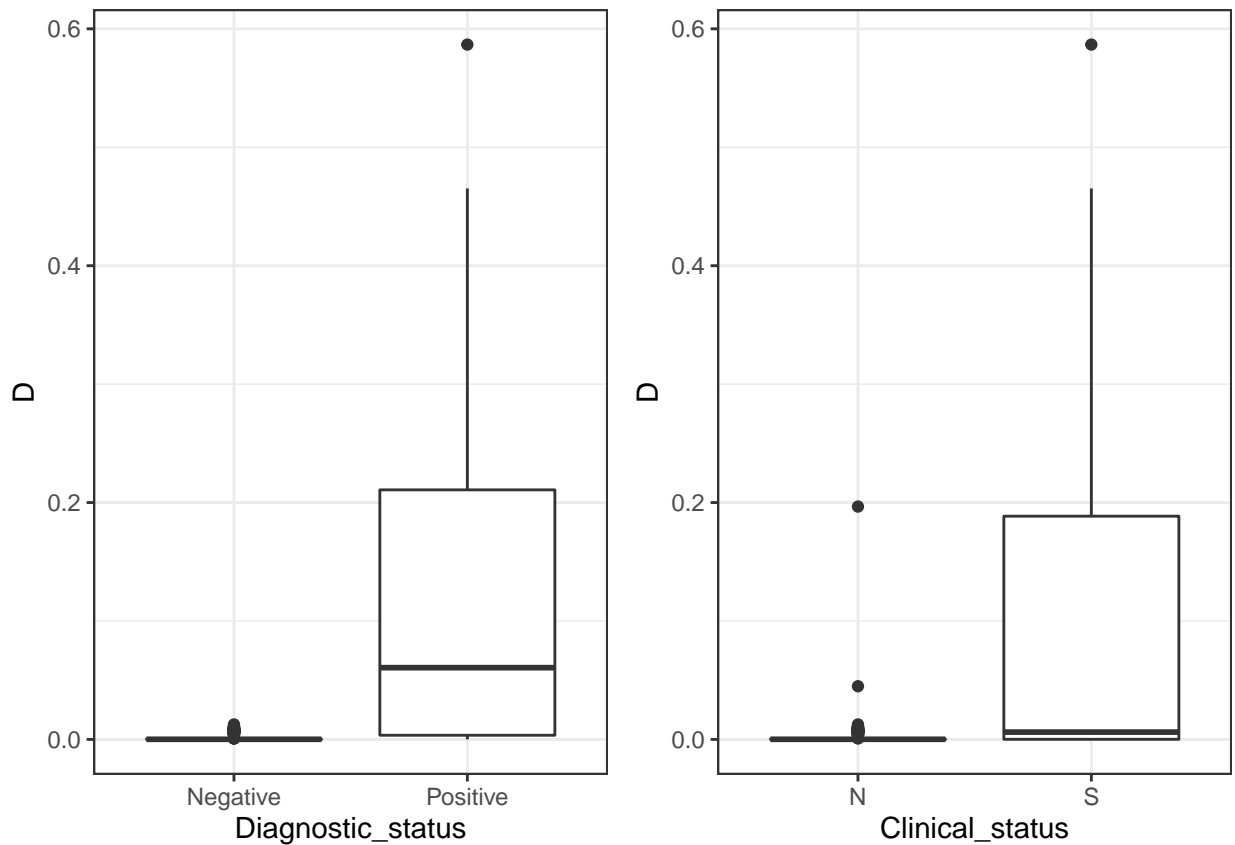 0.6
0.4
0.2
0.0
D
Negative Positive
Diagnostic_status
0.6
0.4
0.2
0.0
D
N S
Clinical_status